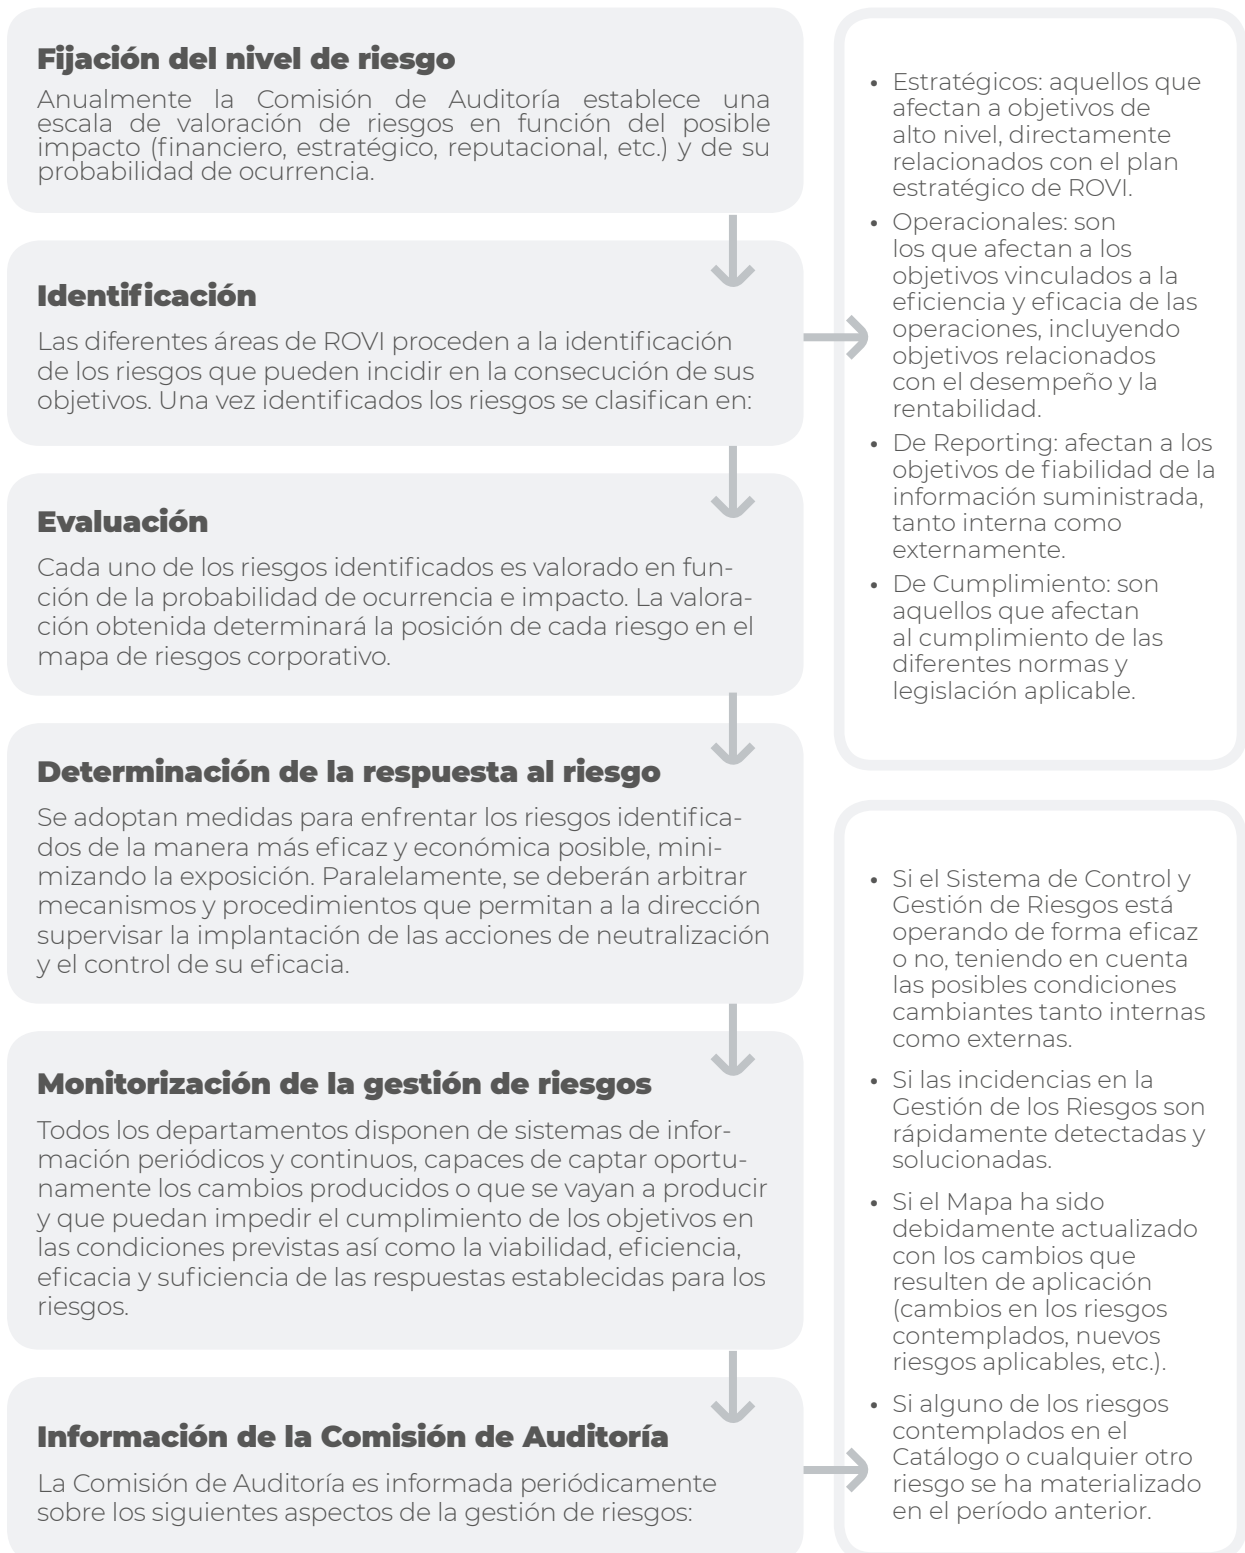 Fijación del nivel de riesgo
Anualmente la Comisión de Auditoría establece una
escala de valoración de riesgos en función del posible
impacto (financiero, estratégico, reputacional, etc.) y de su
probabilidad de ocurrencia.
Identificación
Las diferentes áreas de ROVI proceden a la identificación
de los riesgos que pueden incidir en la consecución de sus
objetivos. Una vez identificados los riesgos se clasifican en:
• Estratégicos: aquellos que
afectan a objetivos de
alto nivel, directamente
relacionados con el plan
estratégico de ROVI.
• Operacionales: son
los que afectan a los
objetivos vinculados a la
eficiencia y eficacia de las
operaciones, incluyendo
objetivos relacionados
con el desempeño y la
rentabilidad.
• De Reporting: afectan a los
objetivos de fiabilidad de la
información suministrada,
tanto interna como
externamente.
• De Cumplimiento: son
aquellos que afectan
al cumplimiento de las
diferentes normas y
legislación aplicable.
Evaluación
Cada uno de los riesgos identificados es valorado en fun-
ción de la probabilidad de ocurrencia e impacto. La valora-
ción obtenida determinará la posición de cada riesgo en el
mapa de riesgos corporativo.
Determinación de la respuesta al riesgo
Se adoptan medidas para enfrentar los riesgos identifica-
dos de la manera más eficaz y económica posible, mini-
mizando la exposición. Paralelamente, se deberán arbitrar
mecanismos y procedimientos que permitan a la dirección
supervisar la implantación de las acciones de neutralización
y el control de su eficacia.
Monitorización de la gestión de riesgos
Todos los departamentos disponen de sistemas de infor-
mación periódicos y continuos, capaces de captar oportu-
namente los cambios producidos o que se vayan a producir
y que puedan impedir el cumplimiento de los objetivos en
las condiciones previstas así como la viabilidad, eficiencia,
eficacia y suficiencia de las respuestas establecidas para los
riesgos.
Información de la Comisión de Auditoría
La Comisión de Auditoría es informada periódicamente
sobre los siguientes aspectos de la gestión de riesgos:
• Si el Sistema de Control y
Gestión de Riesgos está
operando de forma eficaz
o no, teniendo en cuenta
las posibles condiciones
cambiantes tanto internas
como externas.
• Si las incidencias en la
Gestión de los Riesgos son
rápidamente detectadas y
solucionadas.
• Si el Mapa ha sido
debidamente actualizado
con los cambios que
resulten de aplicación
(cambios en los riesgos
contemplados, nuevos
riesgos aplicables, etc.).
• Si alguno de los riesgos
contemplados en el
Catálogo o cualquier otro
riesgo se ha materializado
en el período anterior.